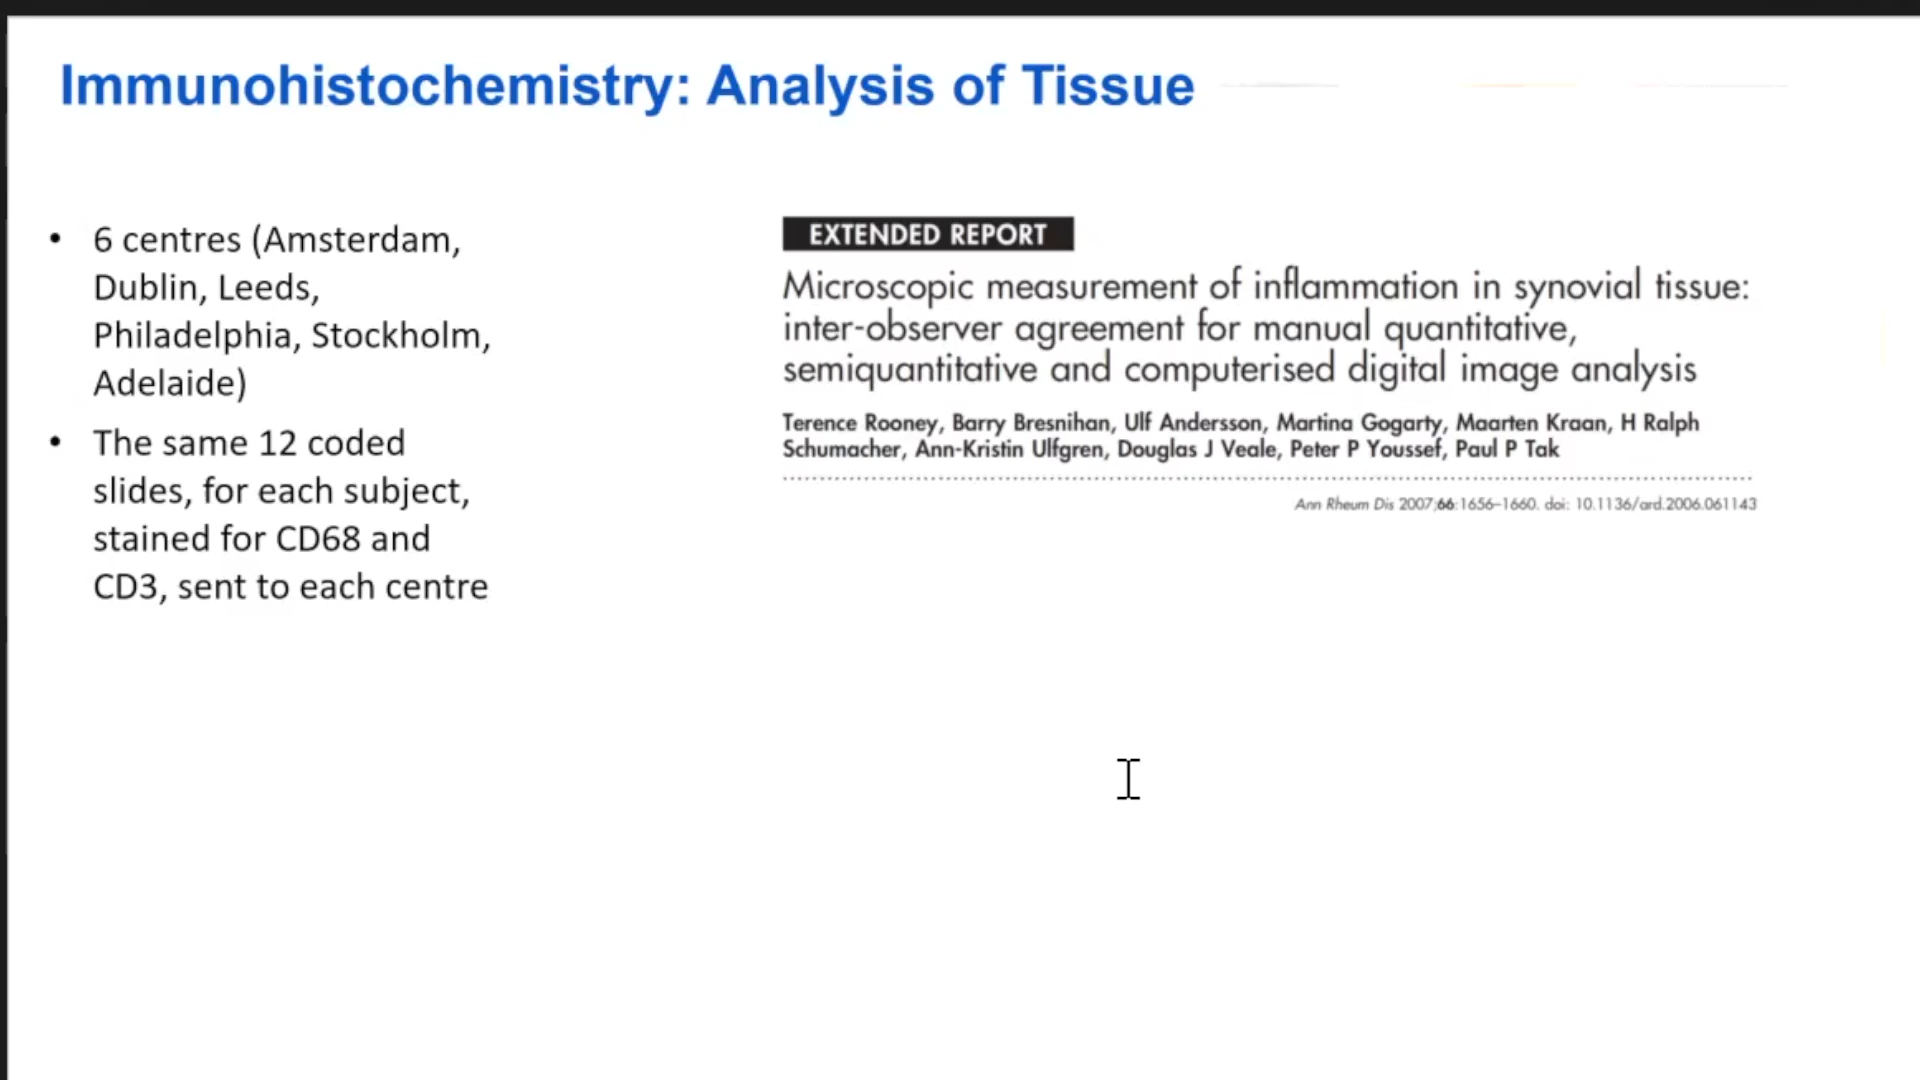 Immunohistochemistry: Analysis of Tissue
• 6 centres (Amsterdam,
Dublin, Leeds,
Philadelphia, Stockholm,
Adelaide)
• The same 12 coded
slides, for each subject,
stained for CD68 and
CD3, sent to each centre
EXTENDED REPORT
Microscopic measurement of inflammation in synovial tissue:
inter-observer agreement for manual quantitative,
semiquantitative and computerised digital image analysis
Terence Rooney, Barry Bresnihan, Ulf Andersson, Martina Gogarty, Maarten Kraan, H Ralph
Schumacher, Ann-Kristin Ulfgren, Douglas J Veale, Peter P Youssef, Paul P Tak
Ann Rheum Dis 2007;66:1656–1660. doi: 10.1136/ard.2006.061143